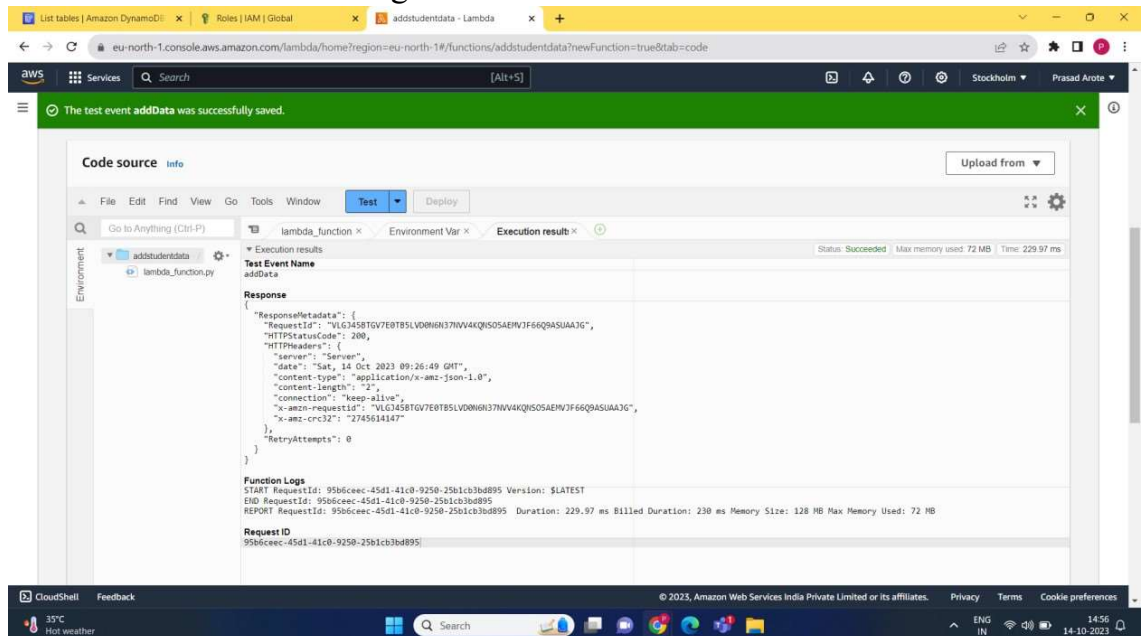 List tables | Amazon DynamoDB
Roles | IAM | Global
addstudentdata - Lambda
eu-north-1.console.aws.amazon.com/lambda/home?region=eu-north-1#/functions/addstudentdata?newFunction=true&tab=code
P
aws
Services
Search
[Alt+S]
Stockholm
Prasad Arote
The test event addData was successfully saved.
Code source Info
Upload from
File Edit Find View Go Tools Window Test Deploy
Go to Anything (Ctrl-P)
lambda_function Environment Var Execution results
Environment
addstudentdata
lambda_function.py
Execution results
Status: Succeeded Max memory used: 72 MB Time: 229.97 ms
Test Event Name
addData
Response
{
"ResponseMetadata": {
"RequestId": "VLGJ45BTGV7E0TB5LVD0N6N37NVV4KQNSO5AEMVJF66Q9ASUAAJG",
"HTTPStatusCode": 200,
"HTTPHeaders": {
"server": "Server",
"date": "Sat, 14 Oct 2023 09:26:49 GMT",
"content-type": "application/x-amz-json-1.0",
"content-length": "2",
"connection": "keep-alive",
"x-amzn-requestid": "VLGJ45BTGV7E0TB5LVD0N6N37NVV4KQNSO5AEMVJF66Q9ASUAAJG",
"x-amz-crc32": "2745614147"
},
"RetryAttempts": 0
}
}
Function Logs
START RequestId: 95b6ceec-45d1-41c0-9250-25b1cb3bd895 Version: $LATEST
END RequestId: 95b6ceec-45d1-41c0-9250-25b1cb3bd895
REPORT RequestId: 95b6ceec-45d1-41c0-9250-25b1cb3bd895 Duration: 229.97 ms Billed Duration: 230 ms Memory Size: 128 MB Max Memory Used: 72 MB
Request ID
95b6ceec-45d1-41c0-9250-25b1cb3bd895
CloudShell Feedback
© 2023, Amazon Web Services India Private Limited or its affiliates. Privacy Terms Cookie preferences
35°C
Hot weather
Search
ENG
IN
14:56
14-10-2023